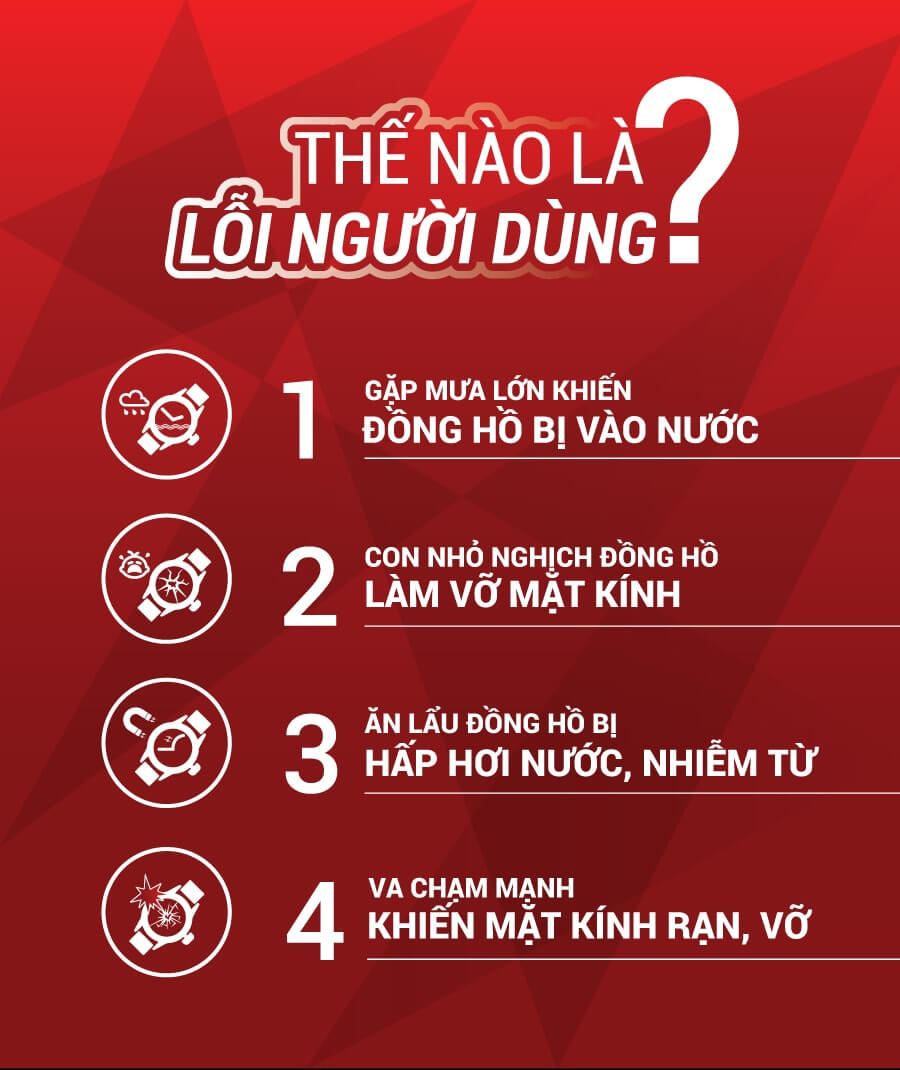 THẾ NÀO LÀ
LỖI NGƯỜI DÙNG?
1
GẶP MƯA LỚN KHIẾN
ĐỒNG HỒ BỊ VÀO NƯỚC
2
CON NHỎ NGHỊCH ĐỒNG HỒ
LÀM VỠ MẶT KÍNH
3
ĂN LẨU ĐỒNG HỒ BỊ
HẤP HƠI NƯỚC, NHIỄM TỪ
4
VA CHẠM MẠNH
KHIẾN MẶT KÍNH RẠN, VỠ